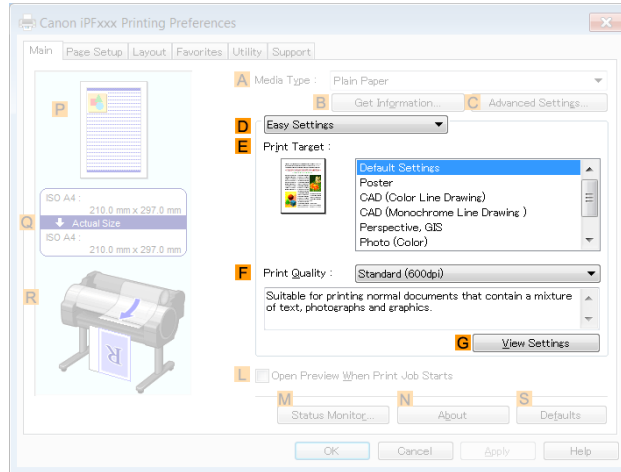 Canon iPFxxx Printing Preferences
Main Page Setup Layout Favorites Utility Support
A Media Type : Plain Paper
B Get Information... C Advanced Settings...
P
D Easy Settings
E Print Target :
Default Settings
Poster
CAD (Color Line Drawing)
CAD (Monochrome Line Drawing )
Perspective, GIS
Photo (Color)
ISO A4 :
210.0 mm x 297.0 mm
Q Actual Size
ISO A4 :
210.0 mm x 297.0 mm
F Print Quality : Standard (600dpi)
Suitable for printing normal documents that contain a mixture
of text, photographs and graphics.
G View Settings
R
R
L Open Preview When Print Job Starts
M Status Monitor... N About S Defaults
OK Cancel Apply Help